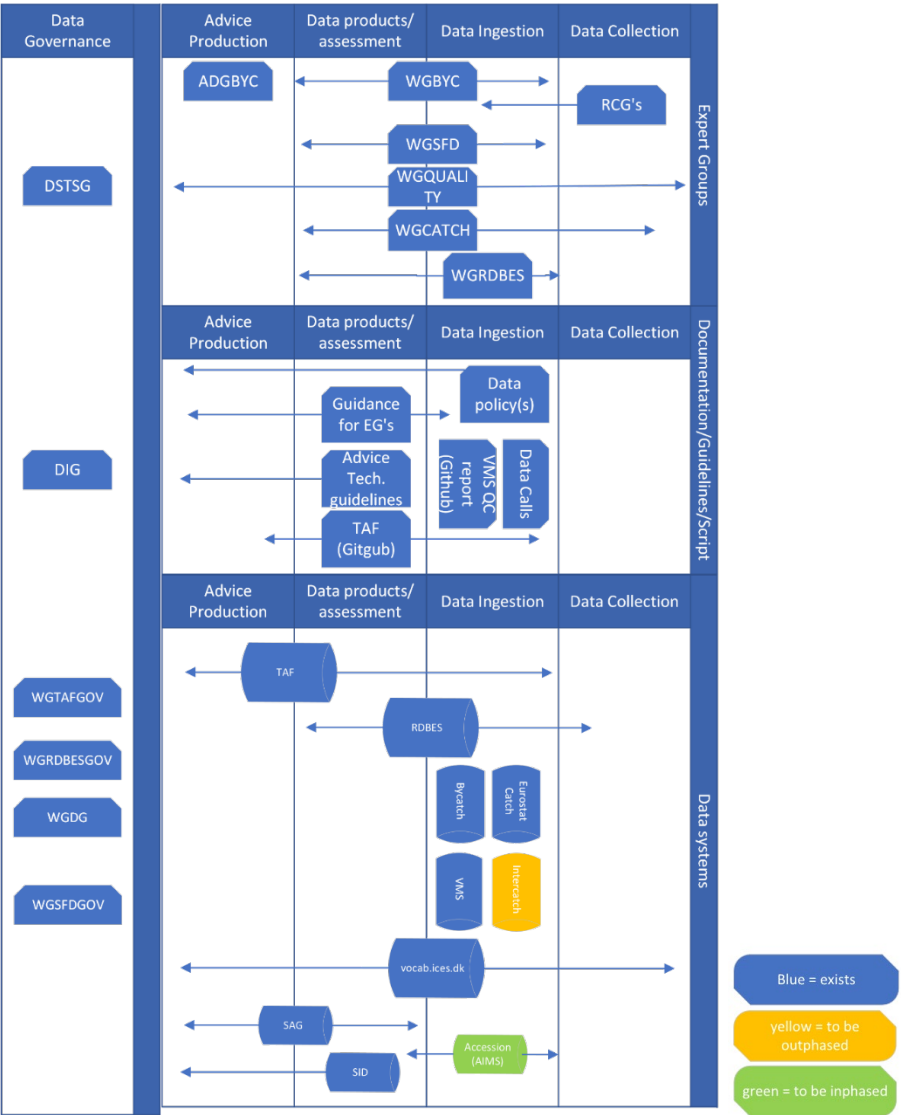 Data
Governance
Advice
Production
Data products/
assessment
Data Ingestion
Data Collection
ADGBYC
WGBYC
RCG's
WGSFD
DSTSG
WGQUALI
TY
WGCATCH
WGRDBES
Expert Groups
Advice
Production
Data products/
assessment
Data Ingestion
Data Collection
Data
policy(s)
Guidance
for EG's
DIG
Advice
Tech.
guidelines
VMS QC
report
(Github)
Data Calls
TAF
(Gitgub)
Documentation/Guidelines/Script
Advice
Production
Data products/
assessment
Data Ingestion
Data Collection
TAF
WGTAFGOV
RDBES
WGRDBESGOV
Bycatch
Eurostat
Catch
WGDG
VMS
Intercatch
WGSFDGOV
vocab.ices.dk
SAG
Accession
(AIMS)
SID
Data systems
Blue = exists
yellow = to be
outphased
green = to be inphased